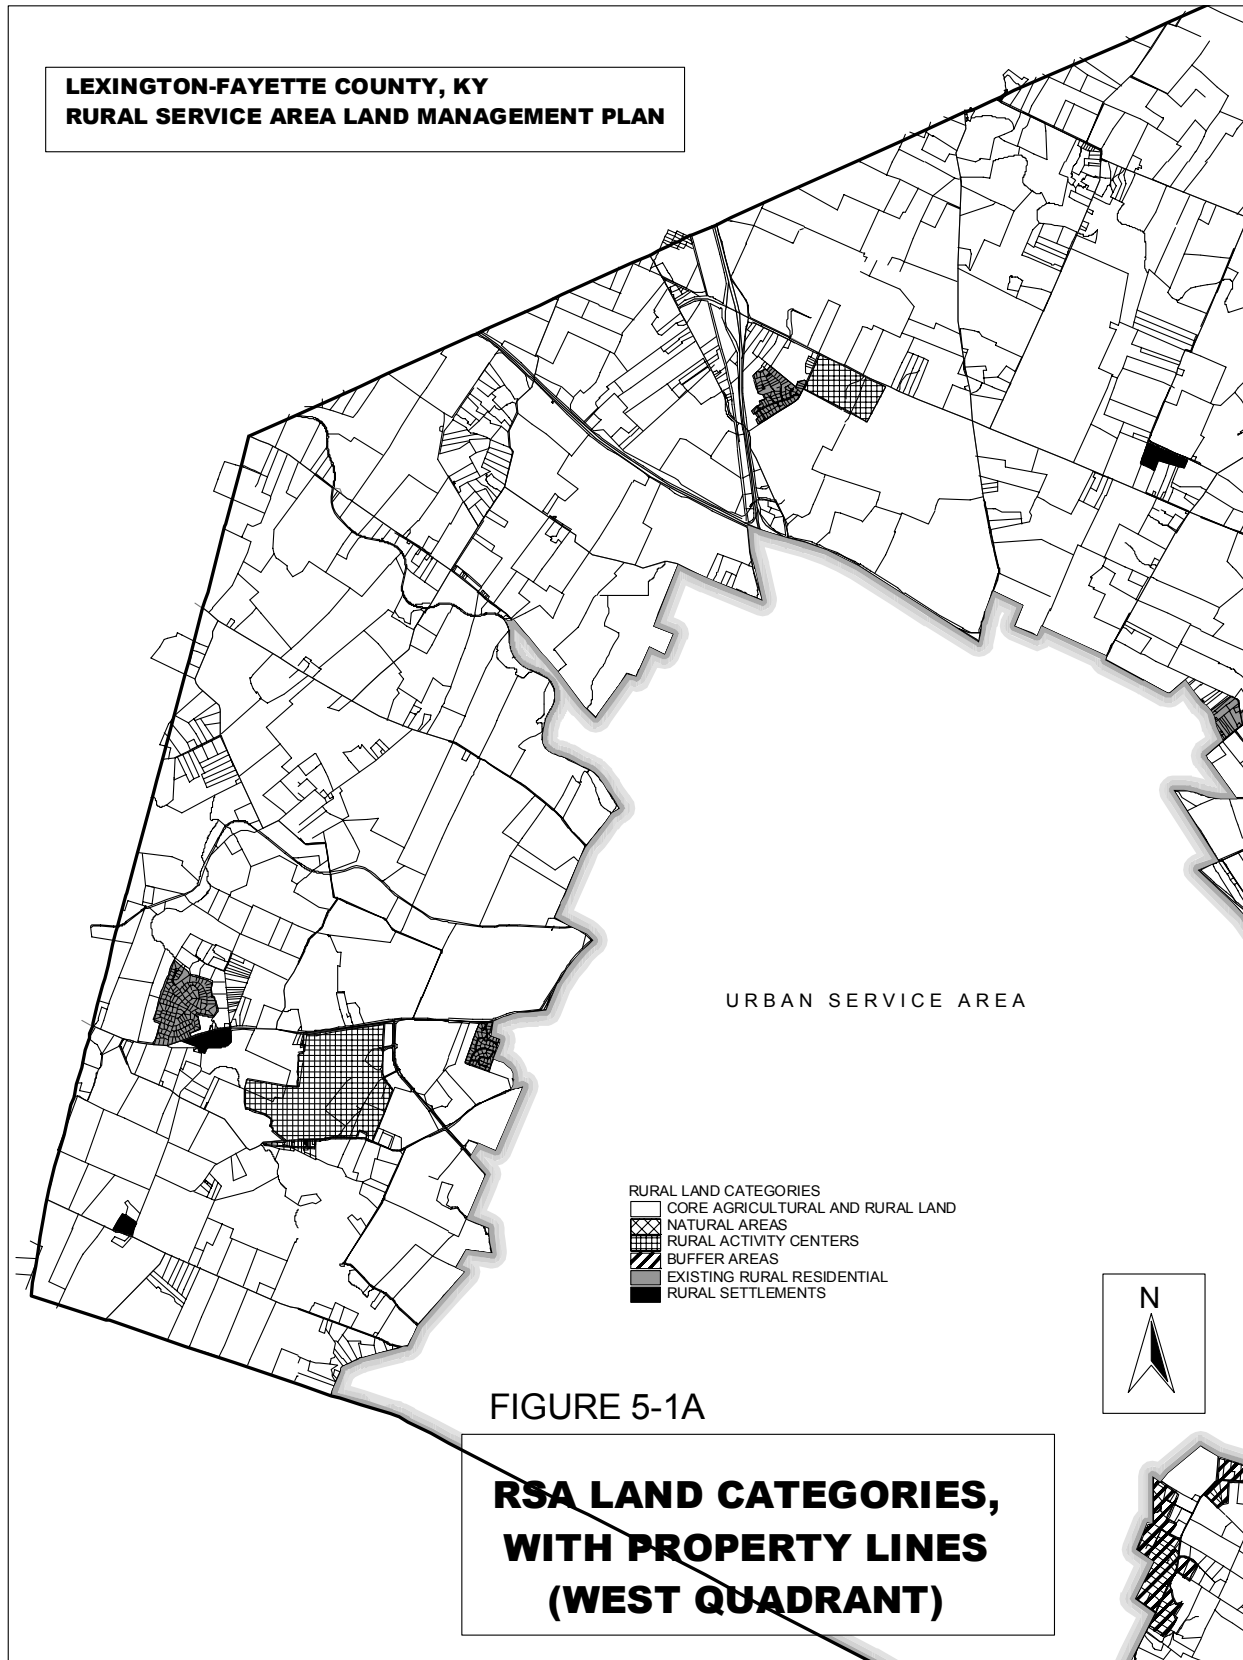 LEXINGTON-FAYETTE COUNTY, KY
RURAL SERVICE AREA LAND MANAGEMENT PLAN
URBAN SERVICE AREA
RURAL LAND CATEGORIES
CORE AGRICULTURAL AND RURAL LAND
NATURAL AREAS
RURAL ACTIVITY CENTERS
BUFFER AREAS
EXISTING RURAL RESIDENTIAL
RURAL SETTLEMENTS
N
FIGURE 5-1A
RSA LAND CATEGORIES,
WITH PROPERTY LINES
(WEST QUADRANT)